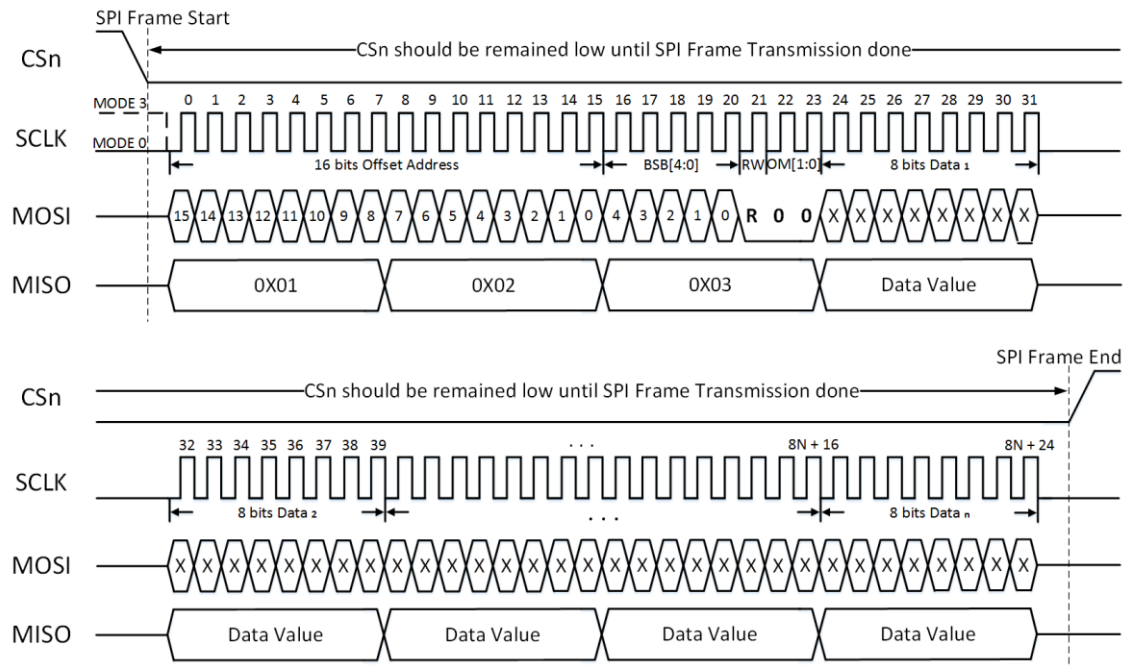 SPI Frame Start
CSn
CSn should be remained low until SPI Frame Transmission done
0 1 2 3 4 5 6 7 8 9 10 11 12 13 14 15 16 17 18 19 20 21 22 23 24 25 26 27 28 29 30 31
MODE 3
SCLK
MODE 0
16 bits Offset Address BSB[4:0] RW OM[1:0] 8 bits Data 1
MOSI 15 14 13 12 11 10 9 8 7 6 5 4 3 2 1 0 4 3 2 1 0 R 0 0 X X X X X X X X
MISO 0X01 0X02 0X03 Data Value
SPI Frame End
CSn
CSn should be remained low until SPI Frame Transmission done
32 33 34 35 36 37 38 39 . . . 8N + 16 8N + 24
SCLK
8 bits Data 2 . . . 8 bits Data n
MOSI X X X X X X X X X X X X X X X X X X X X X X X X X X X X X X X X
MISO Data Value Data Value Data Value Data Value